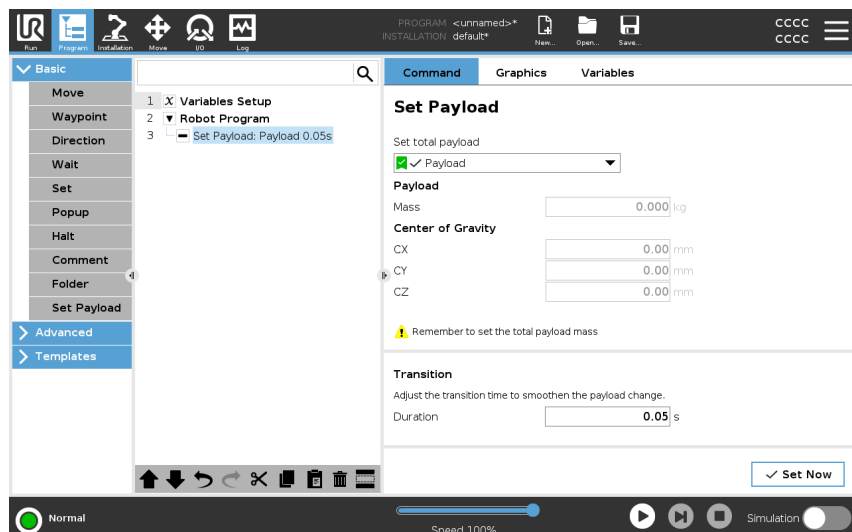 UR
Run
Program
Installation
Move
I/O
Log
PROGRAM <unnamed>*
INSTALLATION default*
New...
Open...
Save...
CCCC
CCCC
Basic
Move
Waypoint
Direction
Wait
Set
Popup
Halt
Comment
Folder
Set Payload
Advanced
Templates
1 X Variables Setup
2 Robot Program
3 Set Payload: Payload 0.05s
Command Graphics Variables
Set Payload
Set total payload
Payload
Payload
Mass 0.000 kg
Center of Gravity
CX 0.00 mm
CY 0.00 mm
CZ 0.00 mm
Remember to set the total payload mass
Transition
Adjust the transition time to smoothen the payload change.
Duration 0.05 s
Set Now
Normal
Speed 100%
Simulation